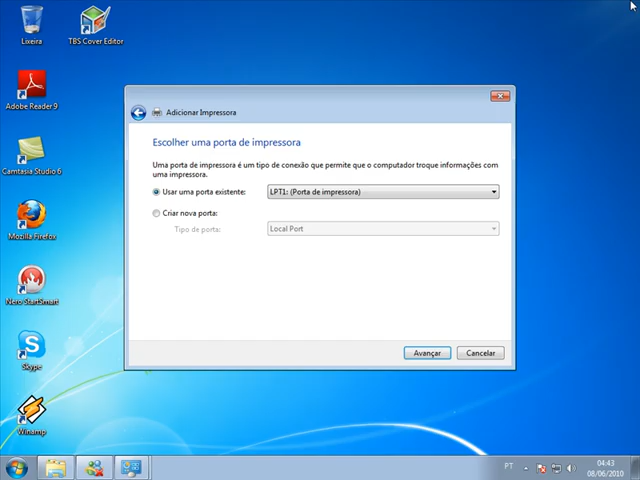 Lixeira
TBS Cover Editor
Adobe Reader 9
Camtasia Studio 6
Mozilla Firefox
Nero StartSmart
Skype
Winamp
Adicionar Impressora
Escolher uma porta de impressora
Uma porta de impressora é um tipo de conexão que permite que o computador troque informações com
uma impressora.
Usar uma porta existente:
LPT1: (Porta de impressora)
Criar nova porta:
Tipo de porta:
Local Port
Avançar
Cancelar
PT
04:43
08/06/2010